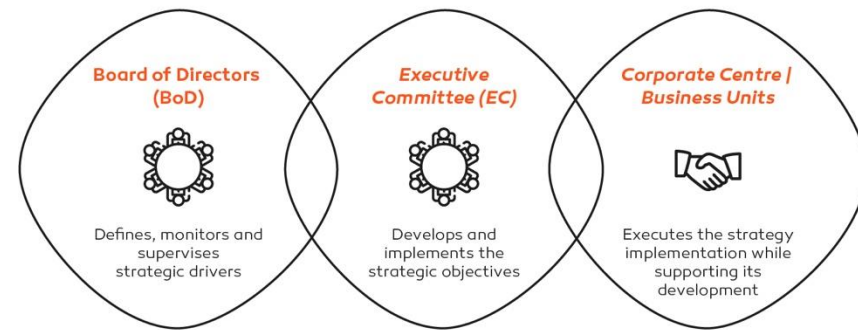 Board of Directors
(BoD)
Defines, monitors and
supervises
strategic drivers
Executive
Committee (EC)
Develops and
implements the
strategic objectives
Corporate Centre |
Business Units
Executes the strategy
implementation while
supporting its
development